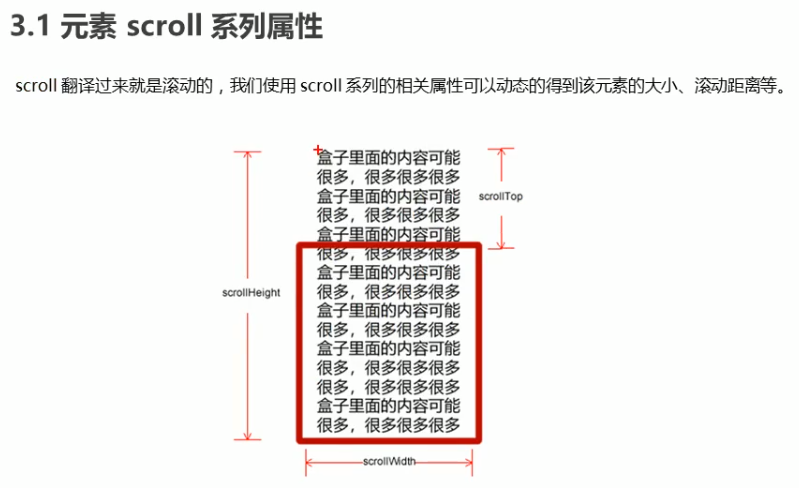 3.1 元素 scroll 系列属性
scroll 翻译过来就是滚动的，我们使用 scroll 系列的相关属性可以动态的得到该元素的大小、滚动距离等。
盒子里面的内容可能
很多，很多很多很多
盒子里面的内容可能
很多，很多很多很多
盒子里面的内容可能
很多，很多很多很多
盒子里面的内容可能
很多，很多很多很多
盒子里面的内容可能
很多，很多很多很多
盒子里面的内容可能
很多，很多很多很多
很多，很多很多很多
盒子里面的内容可能
很多，很多很多很多
scrollTop
scrollHeight
scrollWidth